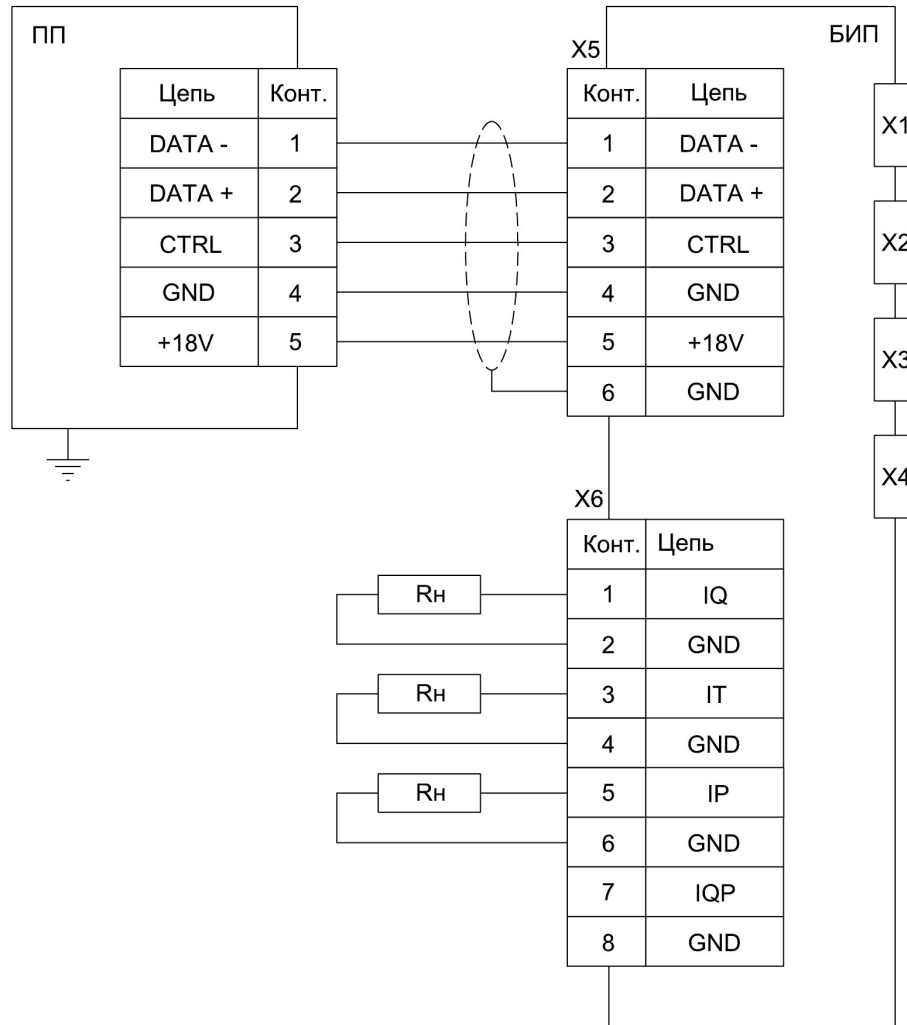 ПП
Цепь Конт.
DATA - 1
DATA + 2
CTRL 3
GND 4
+18V 5
БИП
X5
Конт. Цепь
1 DATA -
2 DATA +
3 CTRL
4 GND
5 +18V
6 GND
X1
X2
X3
X4
X6
Конт. Цепь
1 IQ
2 GND
3 IT
4 GND
5 IP
6 GND
7 IQP
8 GND
Rн
Rн
Rн